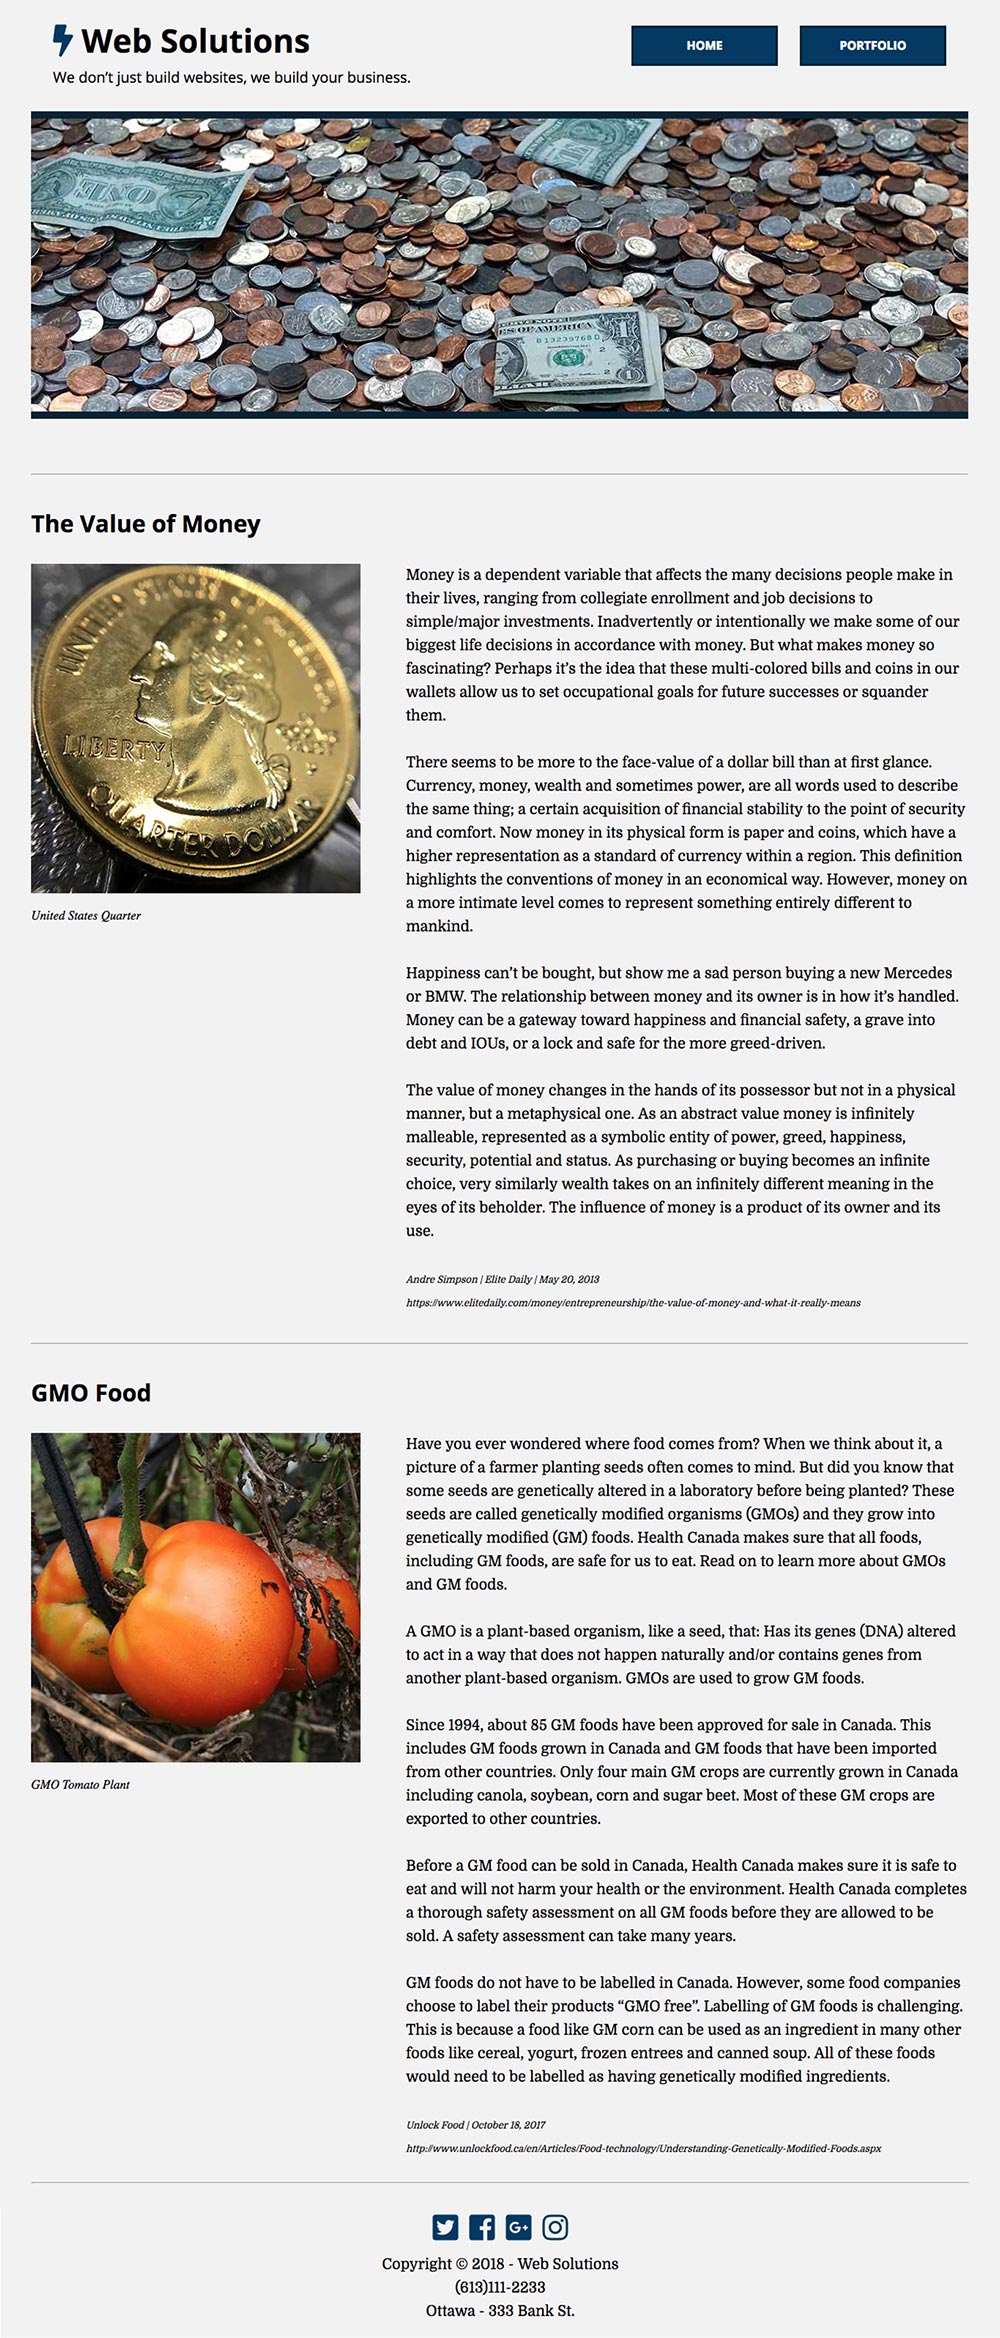 Web Solutions
HOME
PORTFOLIO
We don't just build websites, we build your business.
ONE
ES OF AMERICA
B13239768D
The Value of Money
LIBERTY
QUARTER DOLLAR
United States Quarter
Money is a dependent variable that affects the many decisions people make in
their lives, ranging from collegiate enrollment and job decisions to
simple/major investments. Inadvertently or intentionally we make some of our
biggest life decisions in accordance with money. But what makes money so
fascinating? Perhaps it's the idea that these multi-colored bills and coins in our
wallets allow us to set occupational goals for future successes or squander
them.
There seems to be more to the face-value of a dollar bill than at first glance.
Currency, money, wealth and sometimes power, are all words used to describe
the same thing; a certain acquisition of financial stability to the point of security
and comfort. Now money in its physical form is paper and coins, which have a
higher representation as a standard of currency within a region. This definition
highlights the conventions of money in an economical way. However, money on
a more intimate level comes to represent something entirely different to
mankind.
Happiness can't be bought, but show me a sad person buying a new Mercedes
or BMW. The relationship between money and its owner is in how it's handled.
Money can be a gateway toward happiness and financial safety, a grave into
debt and IOUs, or a lock and safe for the more greed-driven.
The value of money changes in the hands of its possessor but not in a physical
manner, but a metaphysical one. As an abstract value money is infinitely
malleable, represented as a symbolic entity of power, greed, happiness,
security, potential and status. As purchasing or buying becomes an infinite
choice, very similarly wealth takes on an infinitely different meaning in the
eyes of its beholder. The influence of money is a product of its owner and its
use.
Andre Simpson | Elite Daily | May 20, 2013
https://www.elitedaily.com/money/entrepreneurship/the-value-of-money-and-what-it-really-means
GMO Food
GMO Tomato Plant
Have you ever wondered where food comes from? When we think about it, a
picture of a farmer planting seeds often comes to mind. But did you know that
some seeds are genetically altered in a laboratory before being planted? These
seeds are called genetically modified organisms (GMOs) and they grow into
genetically modified (GM) foods. Health Canada makes sure that all foods,
including GM foods, are safe for us to eat. Read on to learn more about GMOs
and GM foods.
A GMO is a plant-based organism, like a seed, that: Has its genes (DNA) altered
to act in a way that does not happen naturally and/or contains genes from
another plant-based organism. GMOs are used to grow GM foods.
Since 1994, about 85 GM foods have been approved for sale in Canada. This
includes GM foods grown in Canada and GM foods that have been imported
from other countries. Only four main GM crops are currently grown in Canada
including canola, soybean, corn and sugar beet. Most of these GM crops are
exported to other countries.
Before a GM food can be sold in Canada, Health Canada makes sure it is safe to
eat and will not harm your health or the environment. Health Canada completes
a thorough safety assessment on all GM foods before they are allowed to be
sold. A safety assessment can take many years.
GM foods do not have to be labelled in Canada. However, some food companies
choose to label their products “GMO free”. Labelling of GM foods is challenging.
This is because a food like GM corn can be used as an ingredient in many other
foods like cereal, yogurt, frozen entrees and canned soup. All of these foods
would need to be labelled as having genetically modified ingredients.
Unlock Food | October 18, 2017
http://www.unlockfood.ca/en/Articles/Food-technology/Understanding-Genetically-Modified-Foods.aspx
Copyright © 2018 - Web Solutions
(613)111-2233
Ottawa - 333 Bank St.